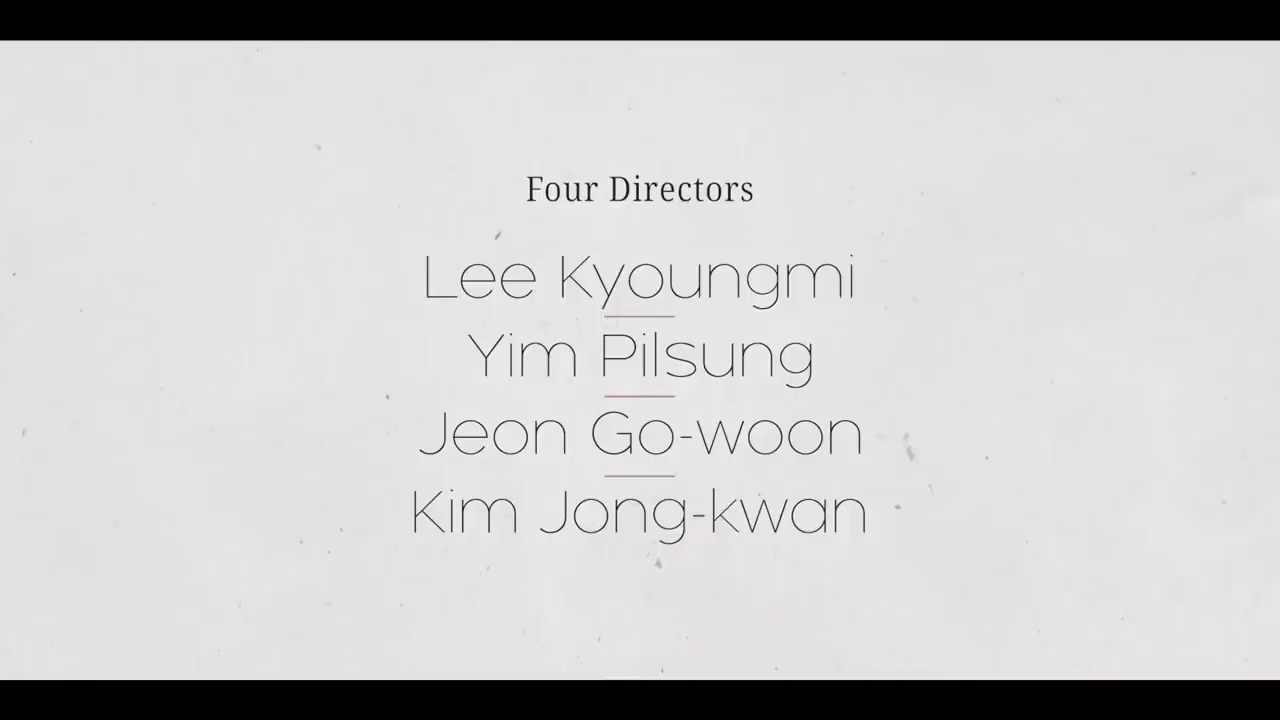 Four Directors
Lee Kyoungmi
Yim Pilsung
Jeon Go-woon
Kim Jong-kwan